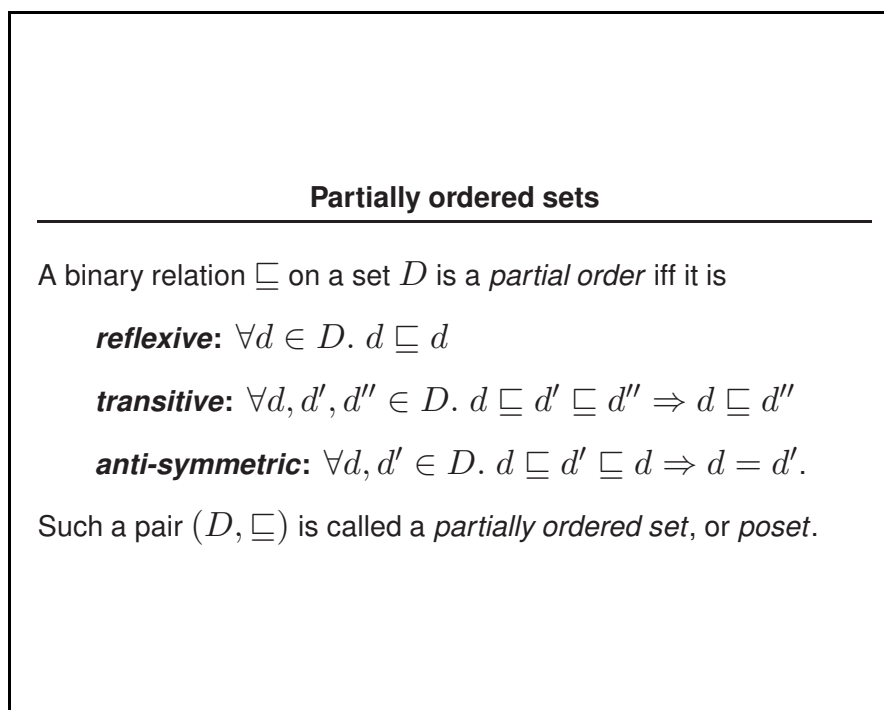 Partially ordered sets
A binary relation ⊑ on a set D is a partial order iff it is
reflexive: ∀d ∈ D. d ⊑ d
transitive: ∀d, d′, d″ ∈ D. d ⊑ d′ ⊑ d″ ⇒ d ⊑ d″
anti-symmetric: ∀d, d′ ∈ D. d ⊑ d′ ⊑ d ⇒ d = d′.
Such a pair (D, ⊑) is called a partially ordered set, or poset.